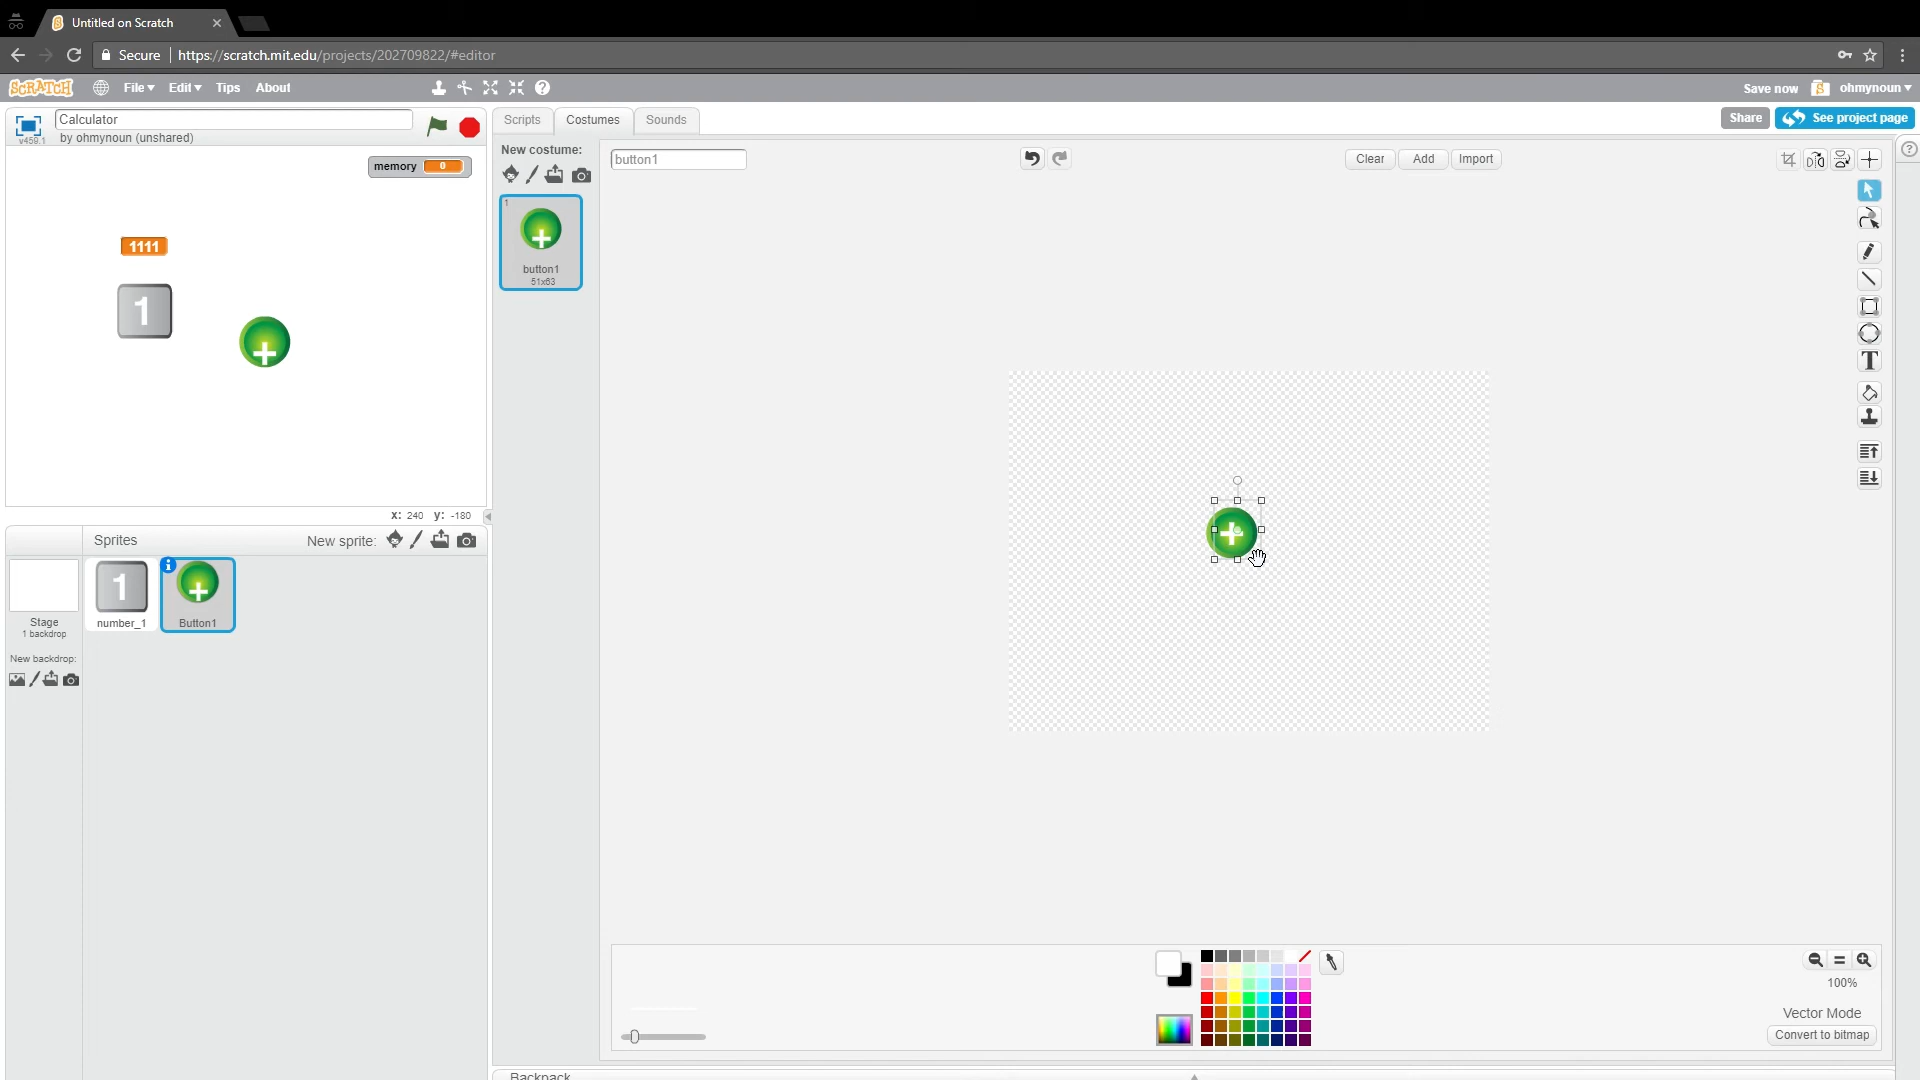 Untitled on Scratch
Secure https://scratch.mit.edu/projects/202709822/#editor
SCRATCH File Edit Tips About Save now ohmynoun
Calculator
v459.1 by ohmynoun (unshared)
Scripts Costumes Sounds
Share See project page
memory 0
1111
1
+
New costume:
button1
Clear Add Import
1
+
button1
51x63
+
T
X: 240 y: -180
Sprites New sprite:
1
+
number_1 Button1
Stage
1 backdrop
New backdrop:
100%
Vector Mode
Convert to bitmap
Backpack